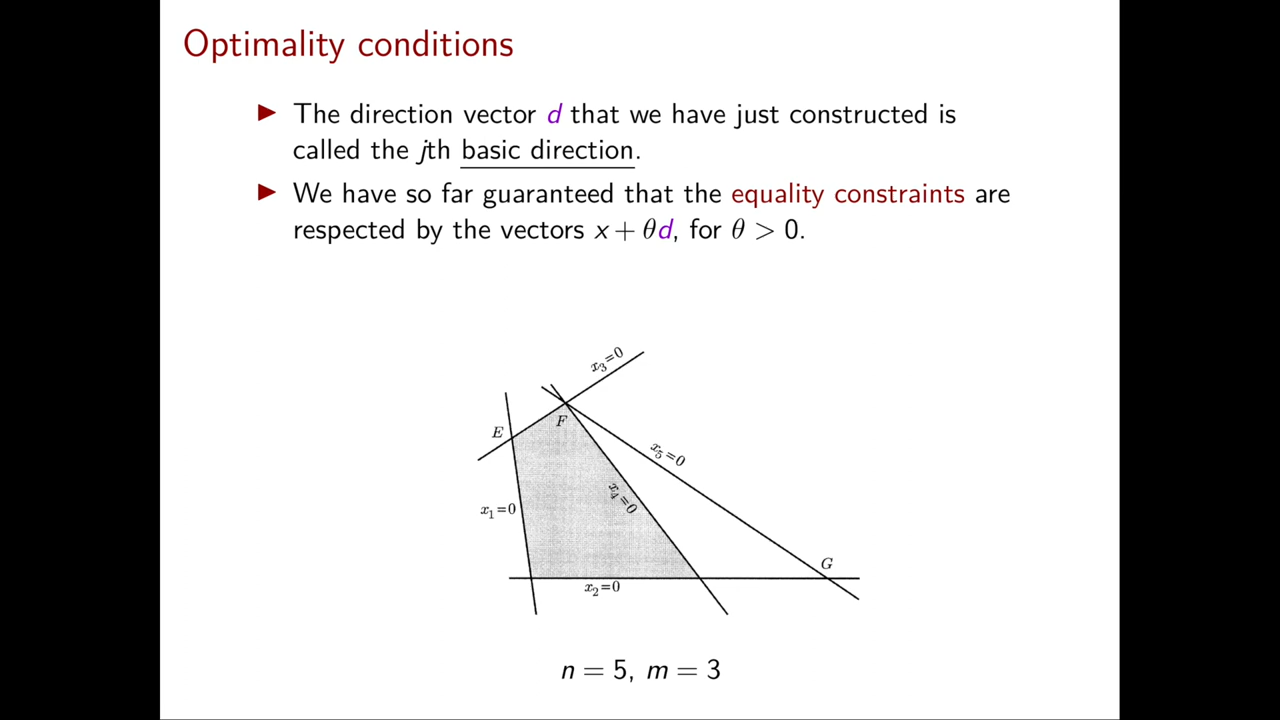 Optimality conditions
▶ The direction vector d that we have just constructed is
called the jth basic direction.
▶ We have so far guaranteed that the equality constraints are
respected by the vectors x + θd, for θ > 0.
x₃=0
F
E
x₅=0
x₄=0
x₁=0
G
x₂=0
n = 5, m = 3